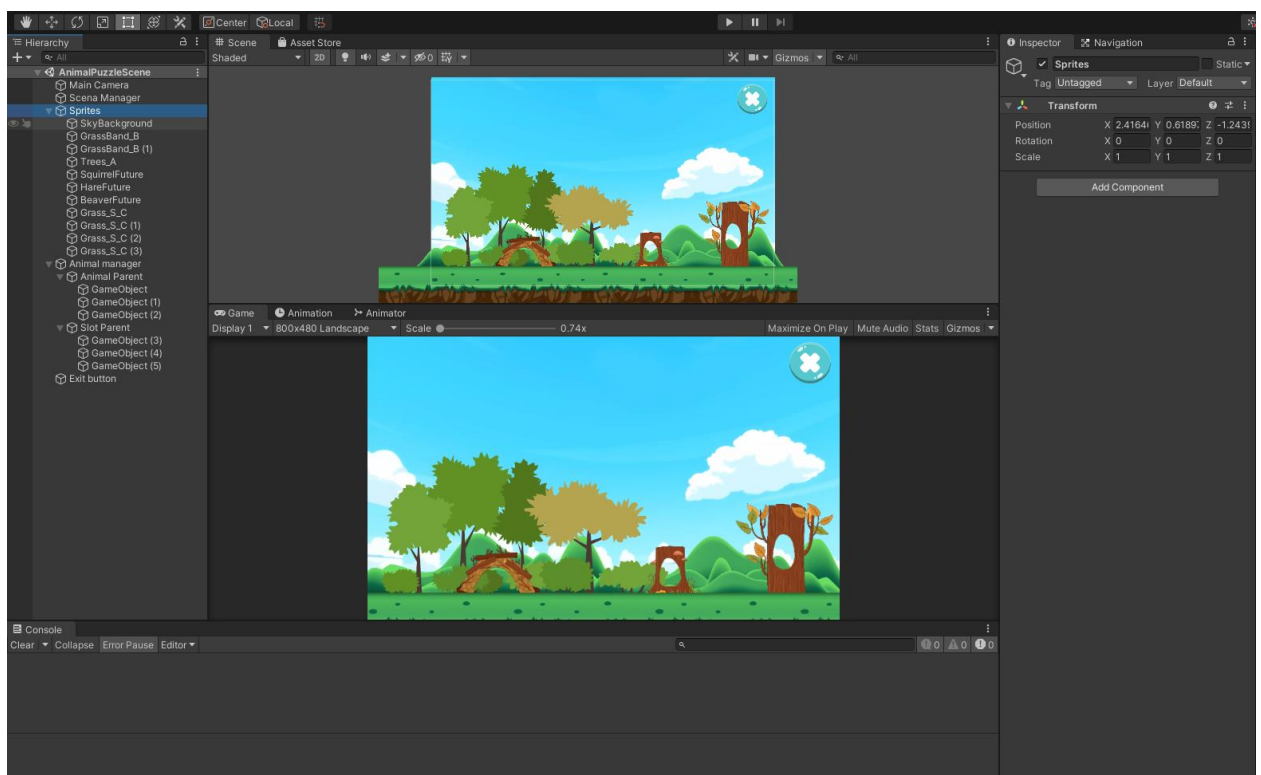 Center Local
Hierarchy
All
AnimalPuzzleScene
Main Camera
Scena Manager
Sprites
SkyBackground
GrassBand_B
GrassBand_B (1)
Trees_A
SquirrelFuture
HareFuture
BeaverFuture
Grass_S_C
Grass_S_C (1)
Grass_S_C (2)
Grass_S_C (3)
Animal manager
Animal Parent
GameObject
GameObject (1)
GameObject (2)
Slot Parent
GameObject (3)
GameObject (4)
GameObject (5)
Exit button
Scene Asset Store
Shaded 2D 0 Gizmos All
Game Animation Animator
Display 1 800x480 Landscape Scale 0.74x Maximize On Play Mute Audio Stats Gizmos
Inspector Navigation
Sprites Static
Tag Untagged Layer Default
Transform
Position X Y Z
Rotation X 0 Y 0 Z 0
Scale X 1 Y 1 Z 1
Add Component
Console
Clear Collapse Error Pause Editor 0 0 0